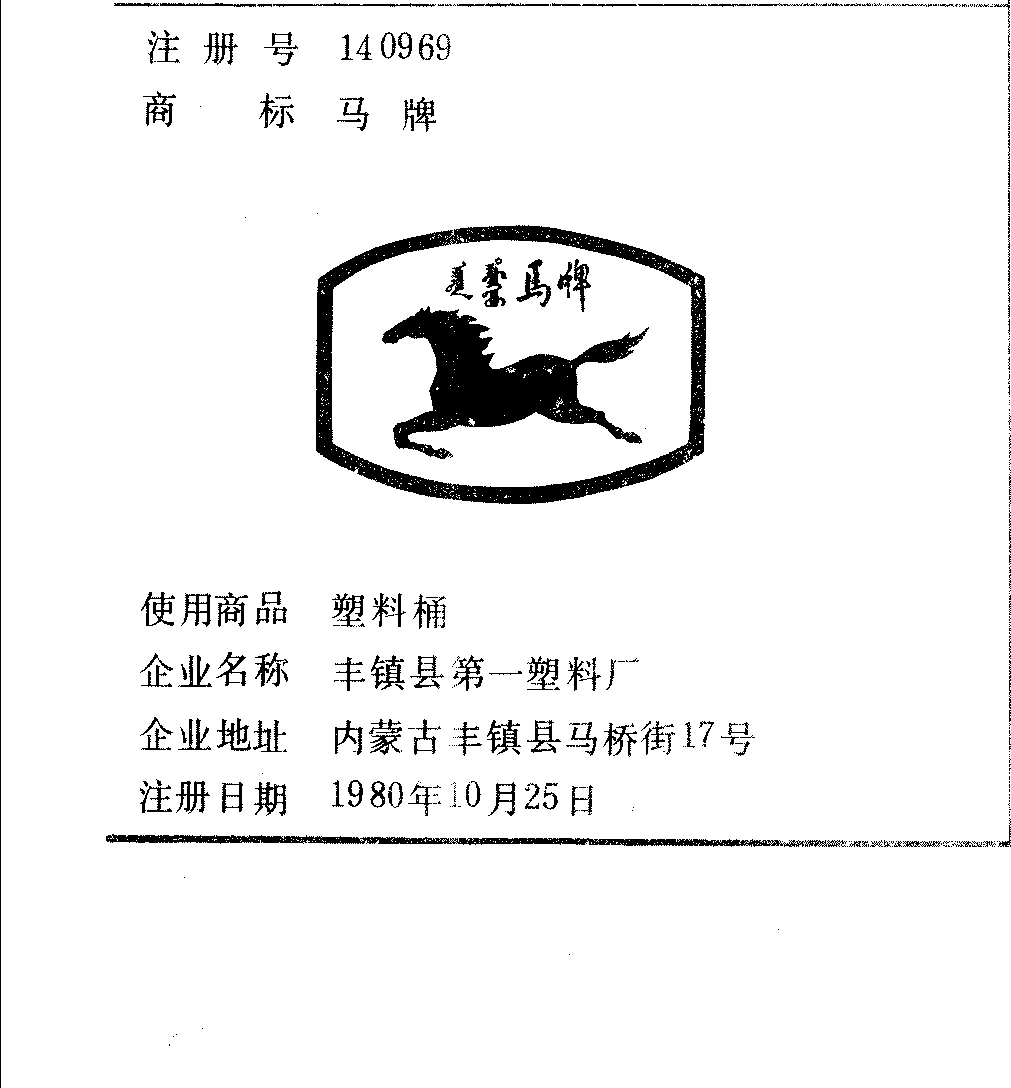 注册号 140969
商标 马牌
馬牌
使用商品 塑料桶
企业名称 丰镇县第一塑料厂
企业地址 内蒙古丰镇县马桥街17号
注册日期 1980年10月25日